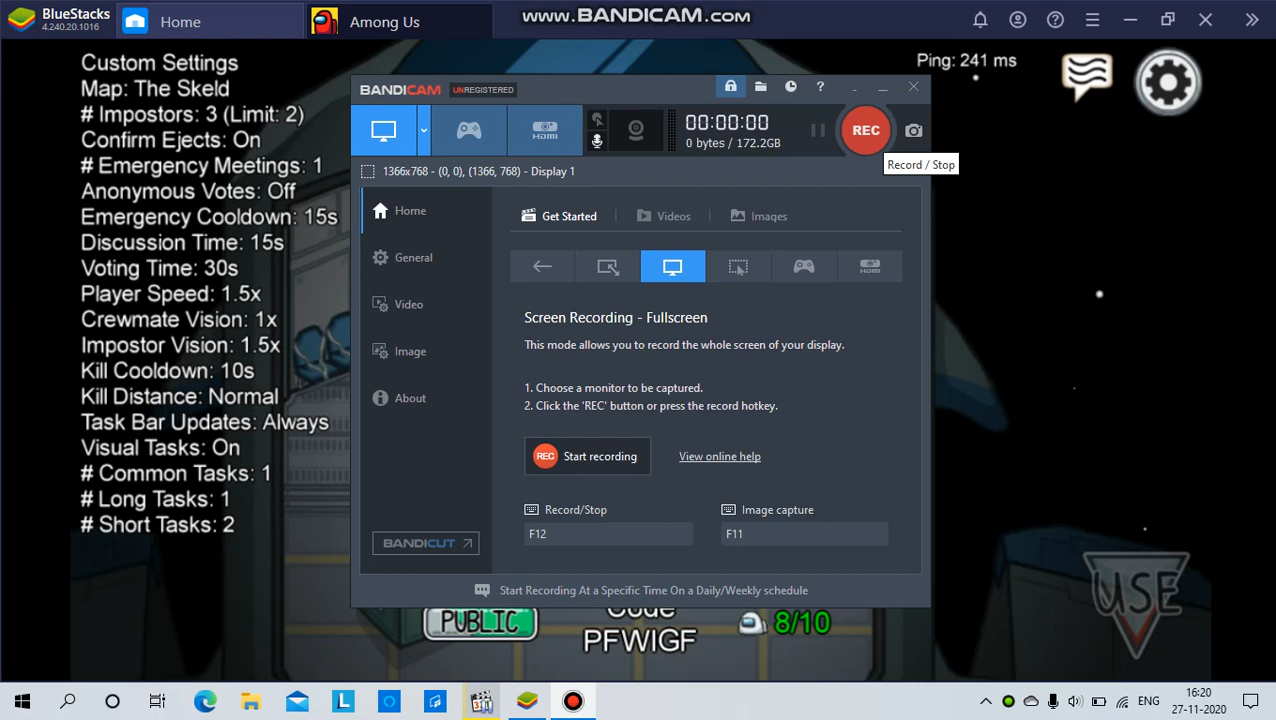 BlueStacks
4.240.20.1016
Home
Among Us
www.BANDICAM.com
Custom Settings
Map: The Skeld
# Impostors: 3 (Limit: 2)
Confirm Ejects: On
# Emergency Meetings: 1
Anonymous Votes: Off
Emergency Cooldown: 15s
Discussion Time: 15s
Voting Time: 30s
Player Speed: 1.5x
Crewmate Vision: 1x
Impostor Vision: 1.5x
Kill Cooldown: 10s
Kill Distance: Normal
Task Bar Updates: Always
Visual Tasks: On
# Common Tasks: 1
# Long Tasks: 1
# Short Tasks: 2
Ping: 241 ms
BANDICAM UNREGISTERED
HDMI
00:00:00
0 bytes / 172.2GB
REC
Record / Stop
1366x768 - (0, 0), (1366, 768) - Display 1
Home
General
Video
Image
About
BANDICUT
Get Started
Videos
Images
HDMI
Screen Recording - Fullscreen
This mode allows you to record the whole screen of your display.
1. Choose a monitor to be captured.
2. Click the 'REC' button or press the record hotkey.
REC Start recording
View online help
Record/Stop
F12
Image capture
F11
Start Recording At a Specific Time On a Daily/Weekly schedule
PUBLIC
Code
PFWIGF
8/10
USE
L
ENG
16:20
27-11-2020